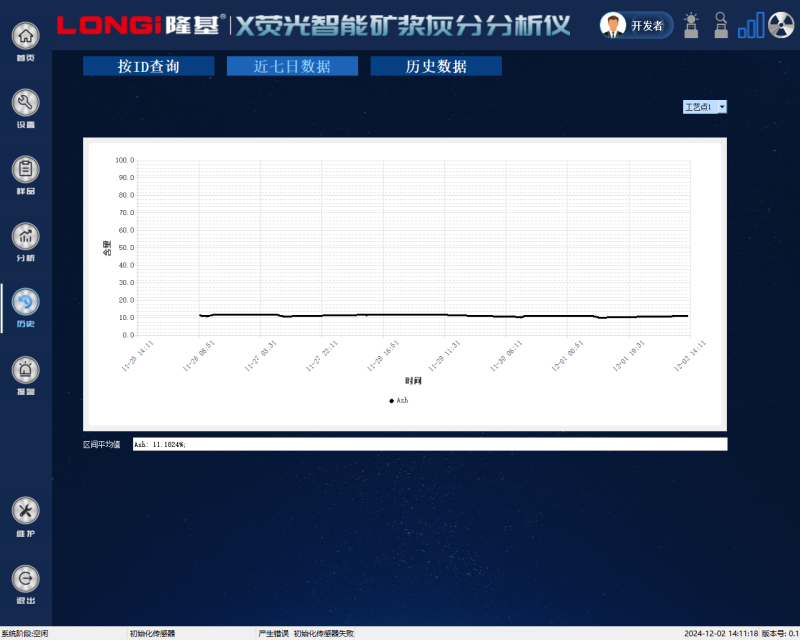 LONGi隆基® X荧光智能矿浆灰分分析仪
开发者
首页
设置
样品
分析
历史
报警
维护
退出
按ID查询
近七日数据
历史数据
工艺点1
100.0
90.0
80.0
70.0
60.0
50.0
40.0
30.0
20.0
10.0
0.0
含量
11-25 14:11
11-26 08:51
11-27 03:31
11-27 22:11
11-28 16:51
11-29 11:31
11-30 06:11
12-01 00:51
12-01 19:31
12-02 14:11
时间
Ash
区间平均值
Ash: 11.1824%;
系统阶段:空闲
初始化传感器
产生错误 初始化传感器失败
2024-12-02 14:11:18 版本号: 0.1